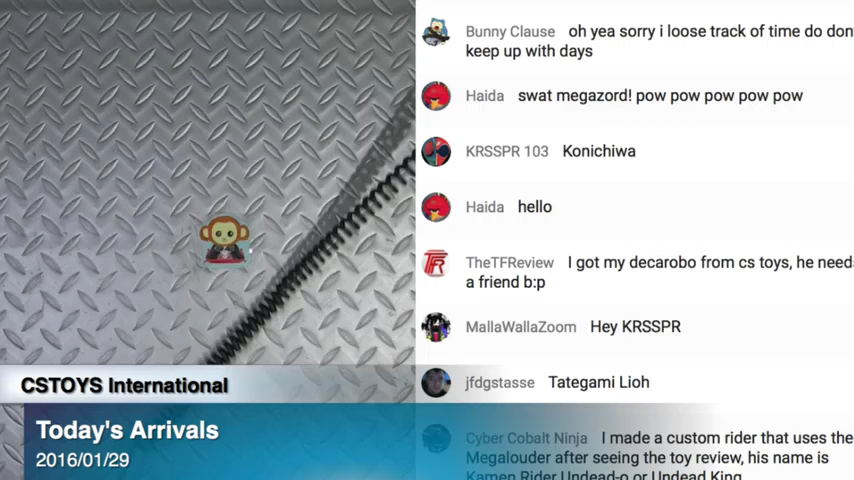 Bunny Clause oh yea sorry i loose track of time do don
keep up with days
Haida swat megazord! pow pow pow pow pow
KRSSPR 103 Konichiwa
Haida hello
TheTFReview I got my decarobo from cs toys, he need
a friend b:p
MallaWallaZoom Hey KRSSPR
jfdgstasse Tategami Lioh
Cyber Cobalt Ninja I made a custom rider that uses the
Megalouder after seeing the toy review, his name is
Kamen Rider Undead-o or Undead King
CSTOYS International
Today's Arrivals
2016/01/29